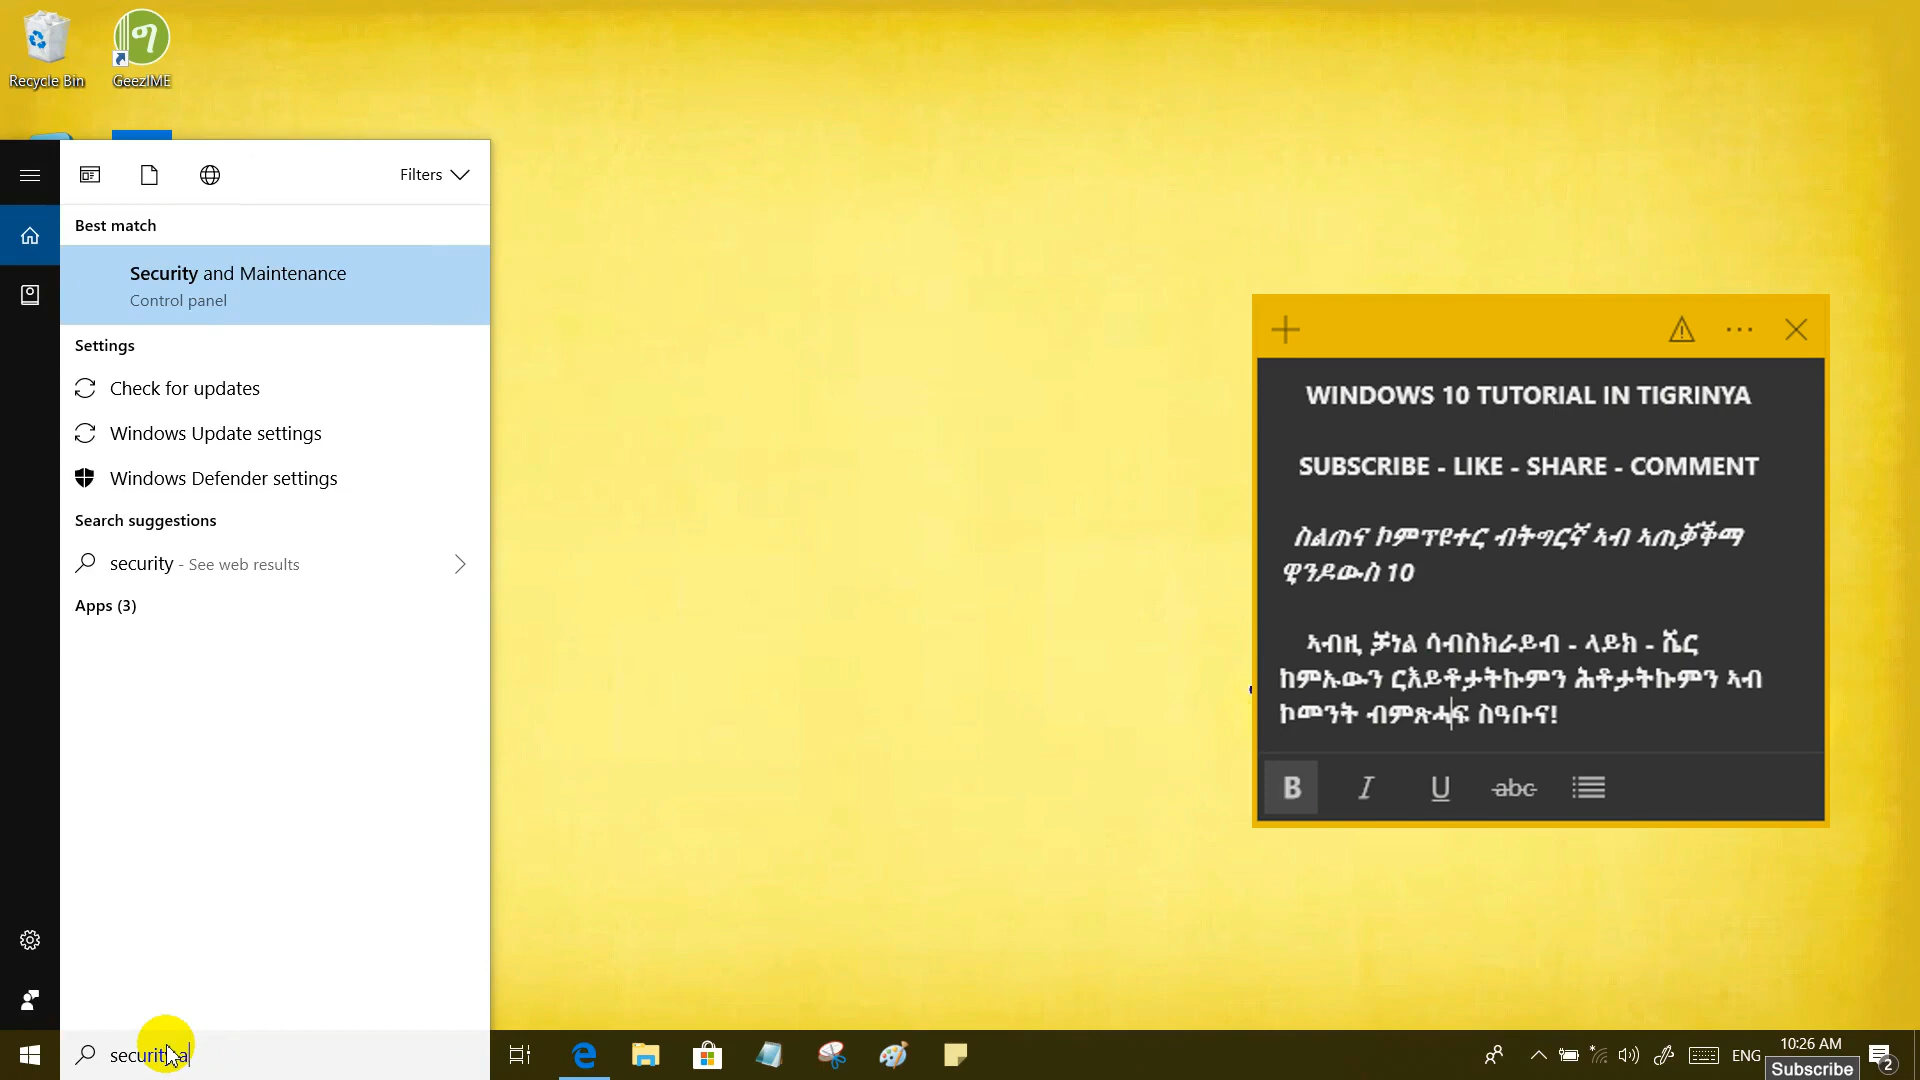 Recycle Bin
GeezIME
Filters
Best match
Security and Maintenance
Control panel
Settings
Check for updates
Windows Update settings
Windows Defender settings
Search suggestions
security - See web results
Apps (3)
WINDOWS 10 TUTORIAL IN TIGRINYA
SUBSCRIBE - LIKE - SHARE - COMMENT
ስልጠና ኮምፕዩተር ብትግርኛ ኣብ ኣጠቓቕማ
ዊንዶውስ 10
ኣብዚ ቻነል ሳብስክራይብ - ላይክ - ሼር
ከምኡውን ርእይቶታትኩምን ሕቶታትኩምን ኣብ
ኮመንት ብምጽሓፍ ስዓቡና!
B I U abc
ENG
10:26 AM
Subscribe
2